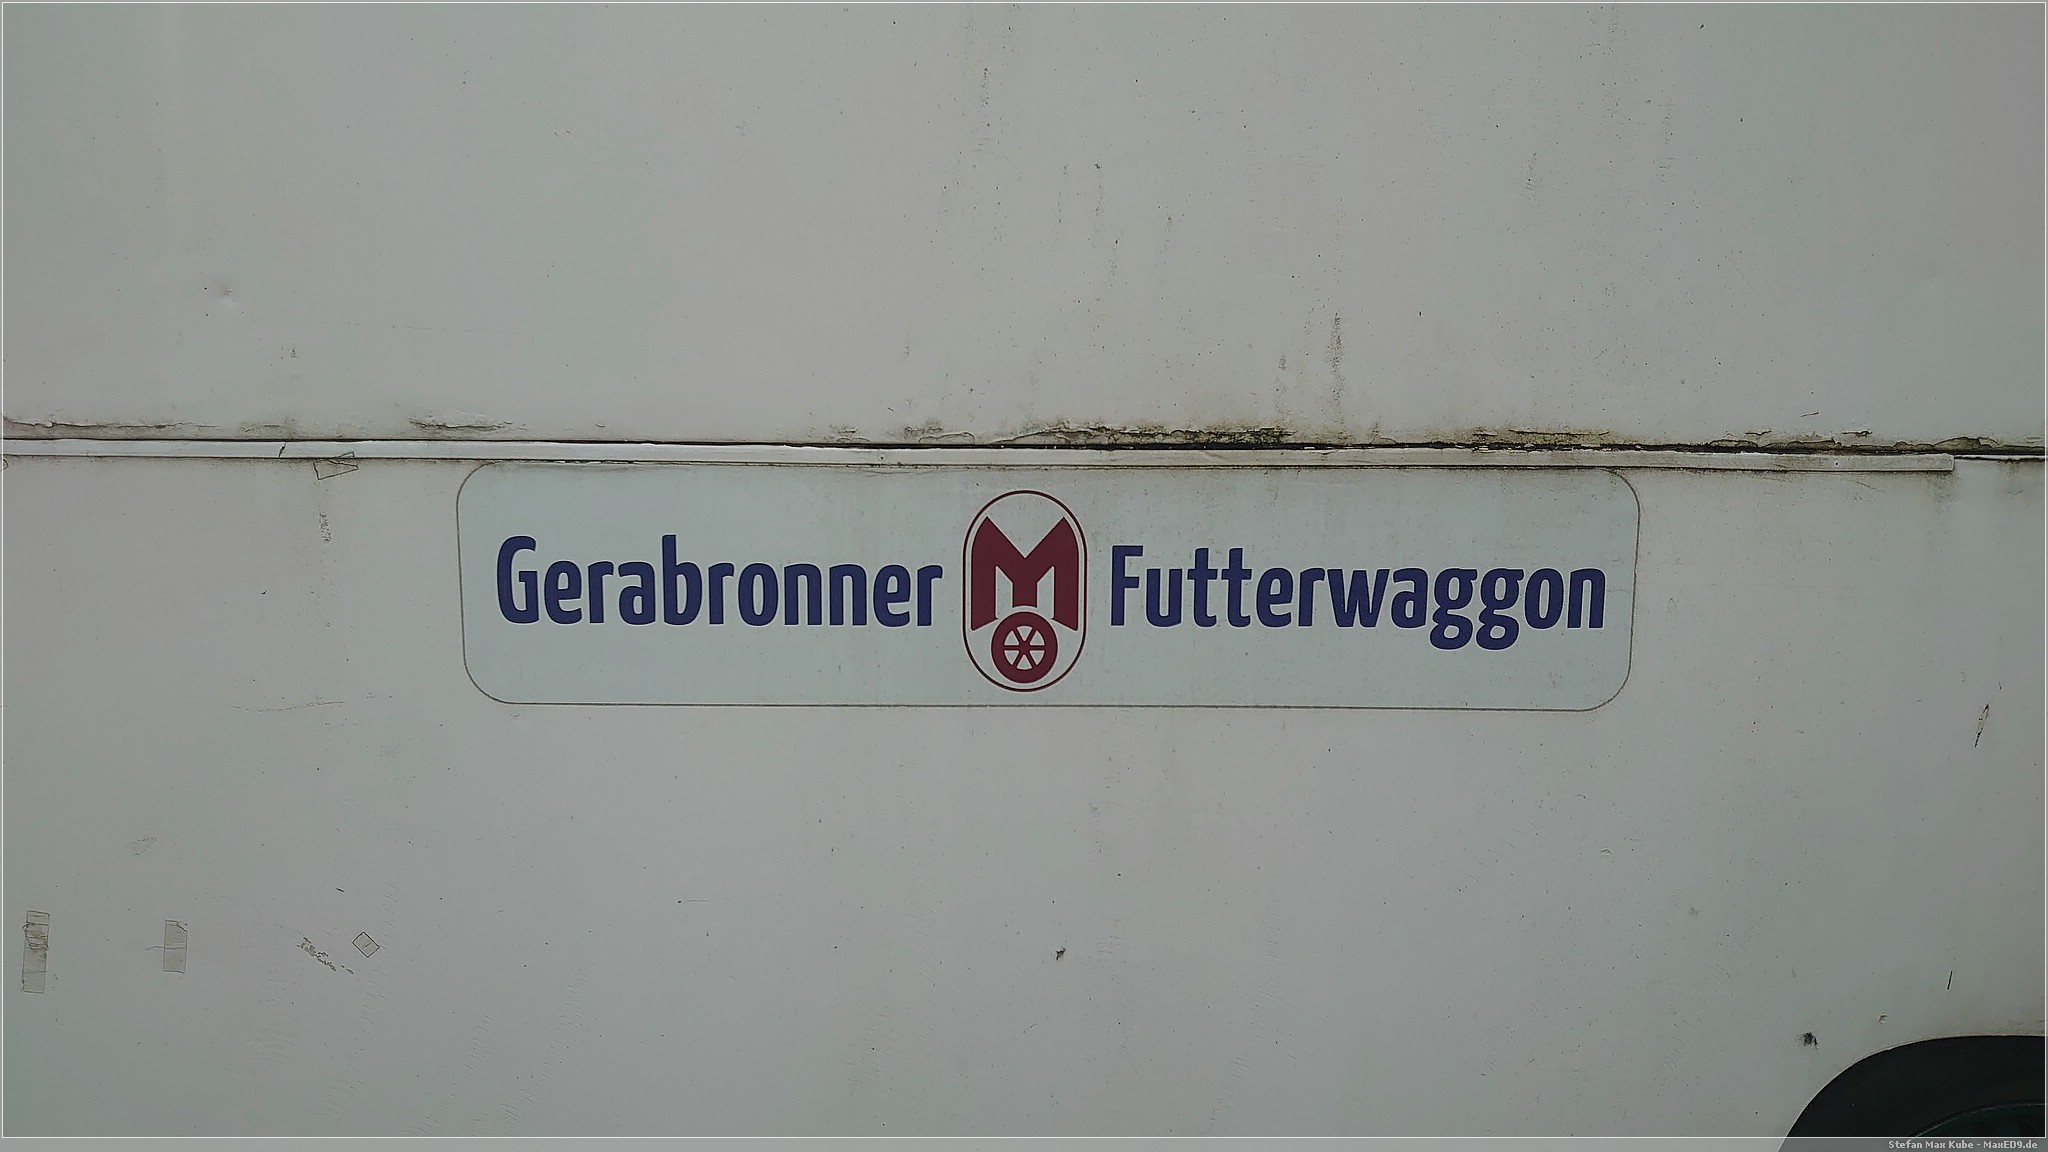 Gerabronner M Futterwaggon
Stefan Max Kube - MaxED9.de